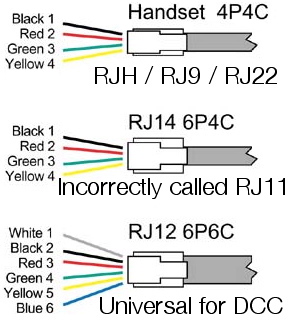 Handset 4P4C
Black 1
Red 2
Green 3
Yellow 4
RJH / RJ9 / RJ22
RJ14 6P4C
Black 1
Red 2
Green 3
Yellow 4
Incorrectly called RJ11
RJ12 6P6C
White 1
Black 2
Red 3
Green 4
Yellow 5
Blue 6
Universal for DCC